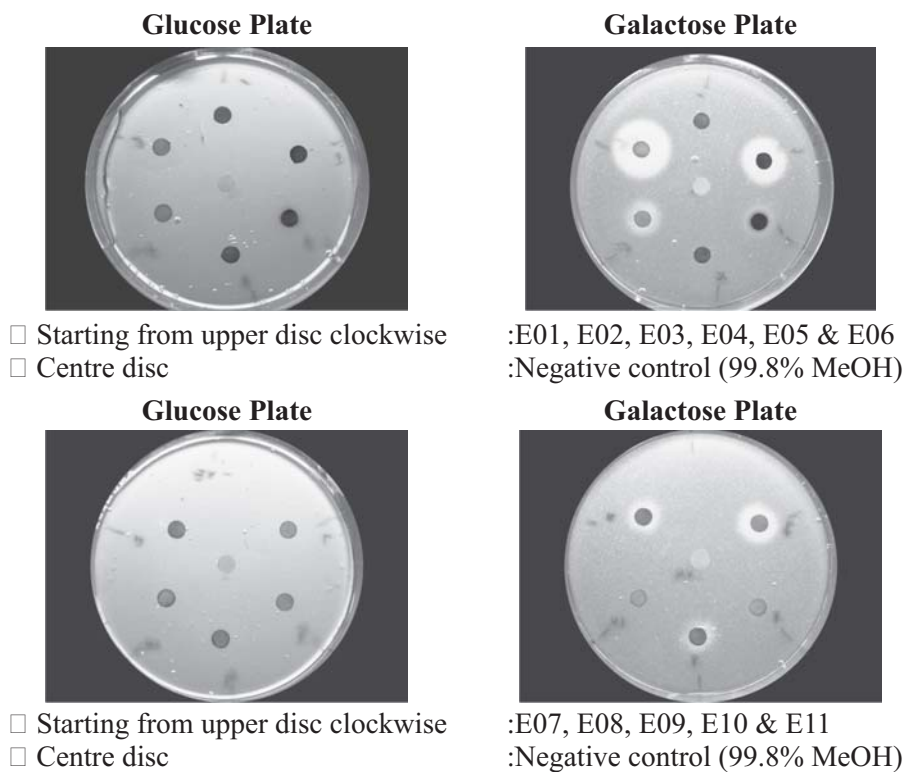 Glucose Plate Galactose Plate
□ Starting from upper disc clockwise :E01, E02, E03, E04, E05 & E06
□ Centre disc :Negative control (99.8% MeOH)
Glucose Plate Galactose Plate
□ Starting from upper disc clockwise :E07, E08, E09, E10 & E11
□ Centre disc :Negative control (99.8% MeOH)